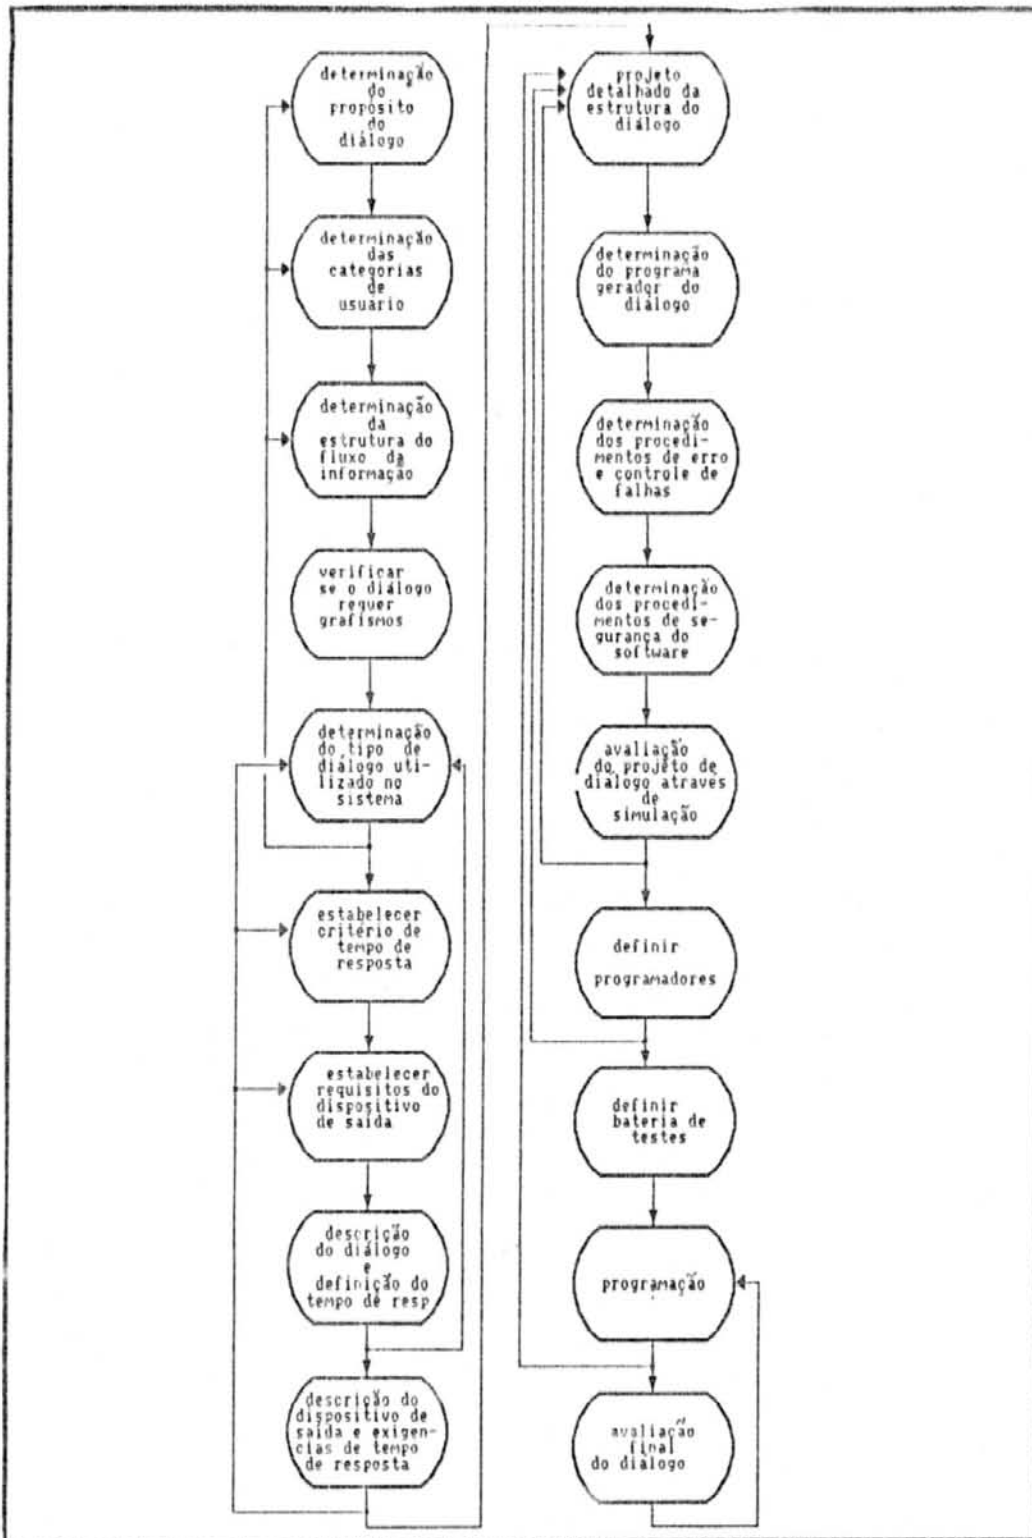 determinação
do
propósito
do
diálogo
determinação
das
categorias
de
usuário
determinação
da
estrutura do
fluxo da
informação
verificar
se o diálogo
requer
grafismos
determinação
do tipo de
diálogo uti-
lizado no
sistema
estabelecer
critério de
tempo de
resposta
estabelecer
requisitos do
dispositivo
de saída
descrição
do diálogo
e
definição do
tempo de resp
descrição do
dispositivo de
saída e exigên-
cias de tempo
de resposta
projeto
detalhado da
estrutura do
diálogo
determinação
do programa
gerador do
diálogo
determinação
dos procedi-
mentos de erro
e controle de
falhas
determinação
dos procedi-
mentos de se-
gurança do
software
avaliação
do projeto de
diálogo através
de
simulação
definir
programadores
definir
bateria de
testes
programação
avaliação
final
do diálogo